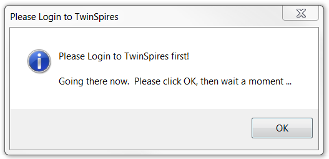 Please Login to TwinSpires
Please Login to TwinSpires first!
Going there now.  Please click OK, then wait a moment ...
OK